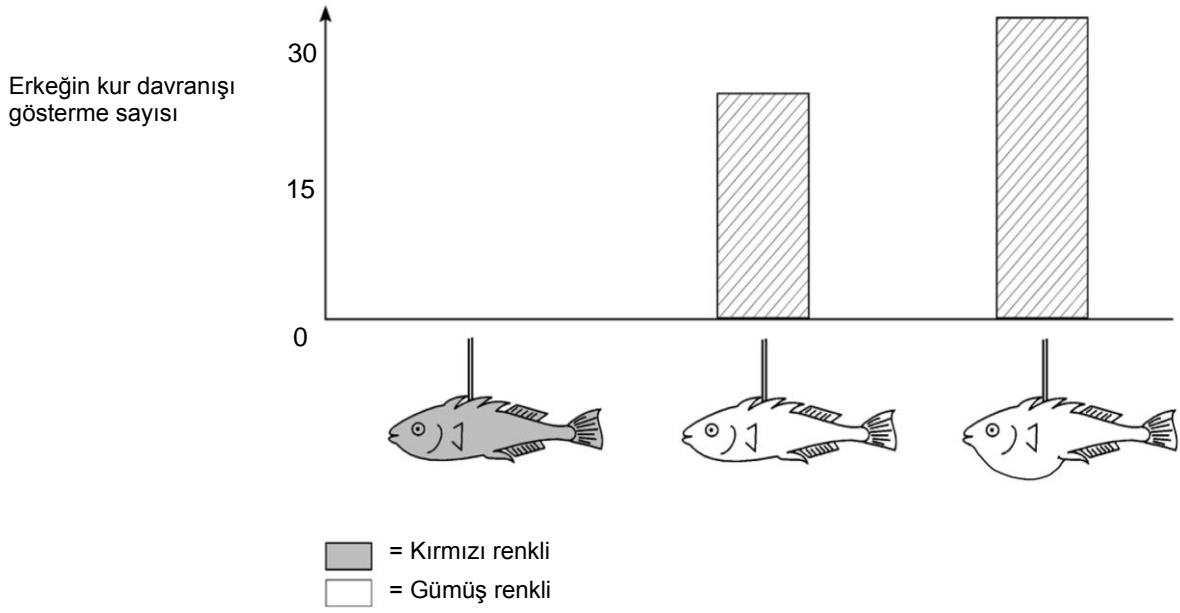 30
Erkeğin kur davranışı
gösterme sayısı
15
0
= Kırmızı renkli
= Gümüş renkli